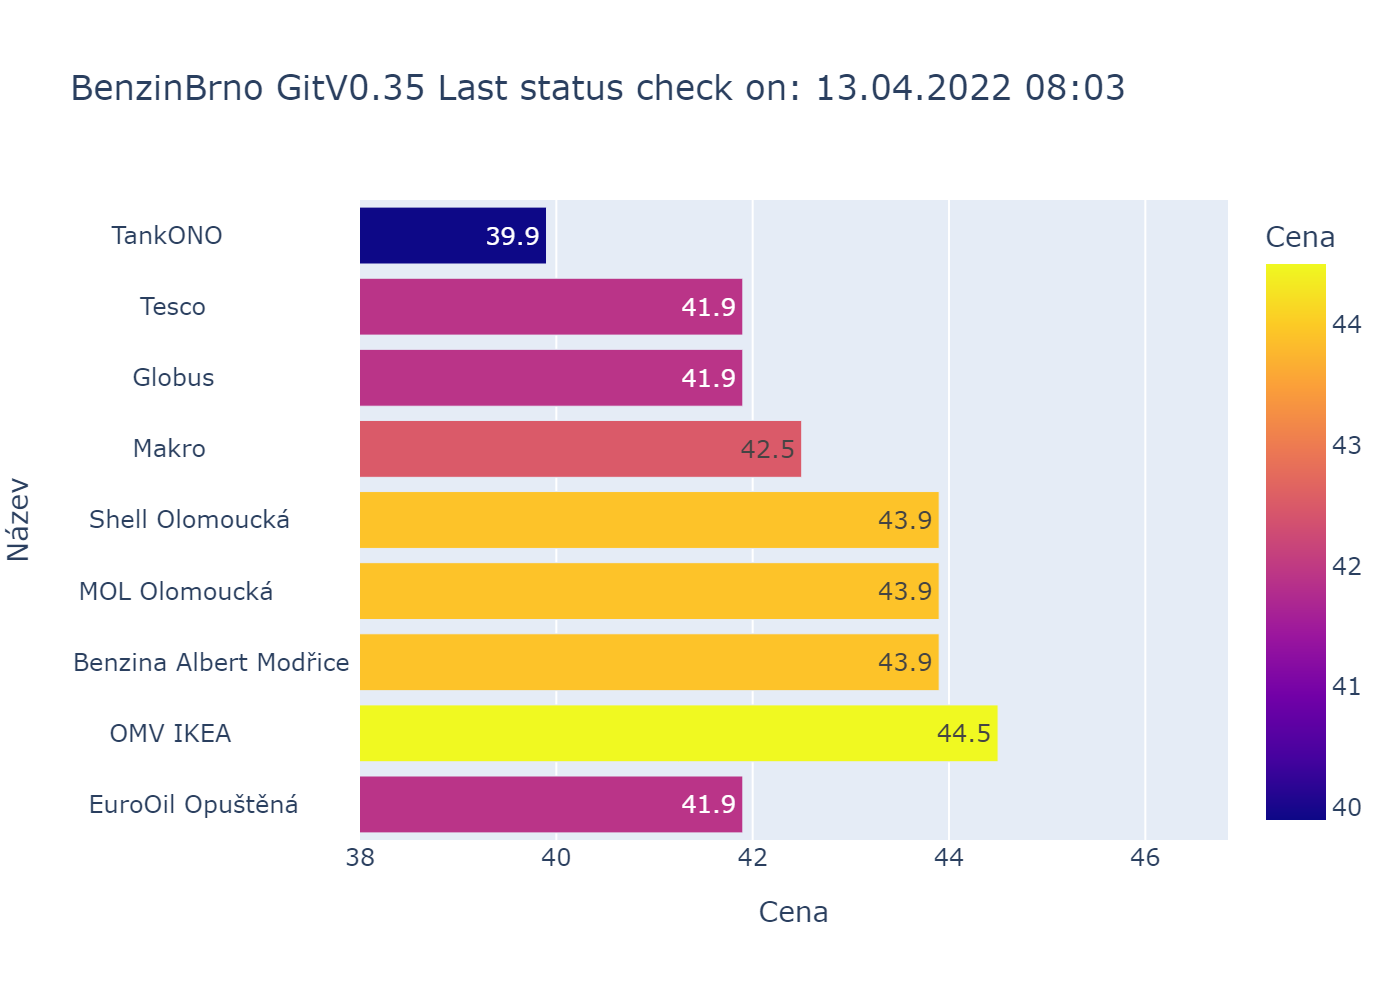 BenzinBrno GitV0.35 Last status check on: 13.04.2022 08:03
Název
TankONO
39.9
Tesco
41.9
Globus
41.9
Makro
42.5
Shell Olomoucká
43.9
MOL Olomoucká
43.9
Benzina Albert Modřice
43.9
OMV IKEA
44.5
EuroOil Opuštěná
41.9
38 40 42 44 46
Cena
Cena
44
43
42
41
40